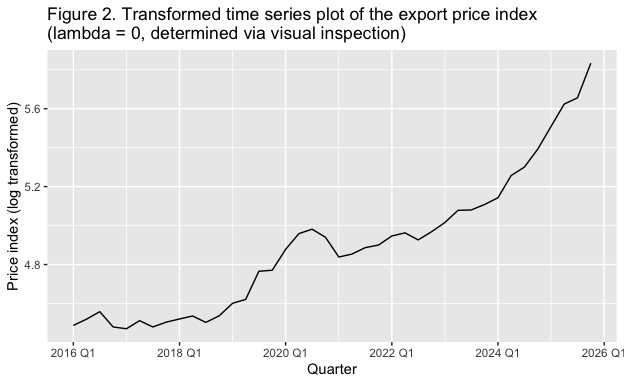 Figure 2. Transformed time series plot of the export price index
(lambda = 0, determined via visual inspection)
Price index (log transformed)
5.6
5.2
4.8
2016 Q1 2018 Q1 2020 Q1 2022 Q1 2024 Q1 2026 Q1
Quarter